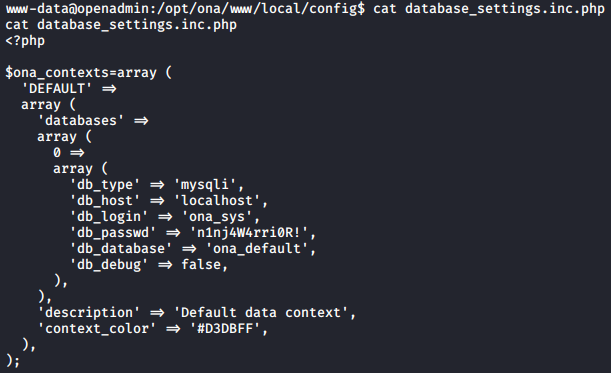 www-data@openadmin:/opt/ona/www/local/config$ cat database_settings.inc.php
cat database_settings.inc.php
<?php

$ona_contexts=array (
  'DEFAULT' =>
  array (
    'databases' =>
    array (
      0 =>
      array (
        'db_type' => 'mysqli',
        'db_host' => 'localhost',
        'db_login' => 'ona_sys',
        'db_passwd' => 'n1nj4W4rri0R!',
        'db_database' => 'ona_default',
        'db_debug' => false,
      ),
    ),
    'description' => 'Default data context',
    'context_color' => '#D3DBFF',
  ),
);